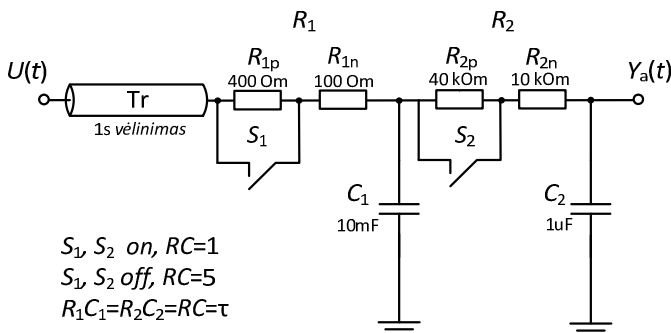 R1 R2
R1p R1n R2p R2n
U(t) 400 Om 100 Om 40 kOm 10 kOm Ya(t)
Tr
1s vėlinimas S1 S2
C1 C2
10mF 1uF
S1, S2 on, RC=1
S1, S2 off, RC=5
R1C1=R2C2=RC=τ